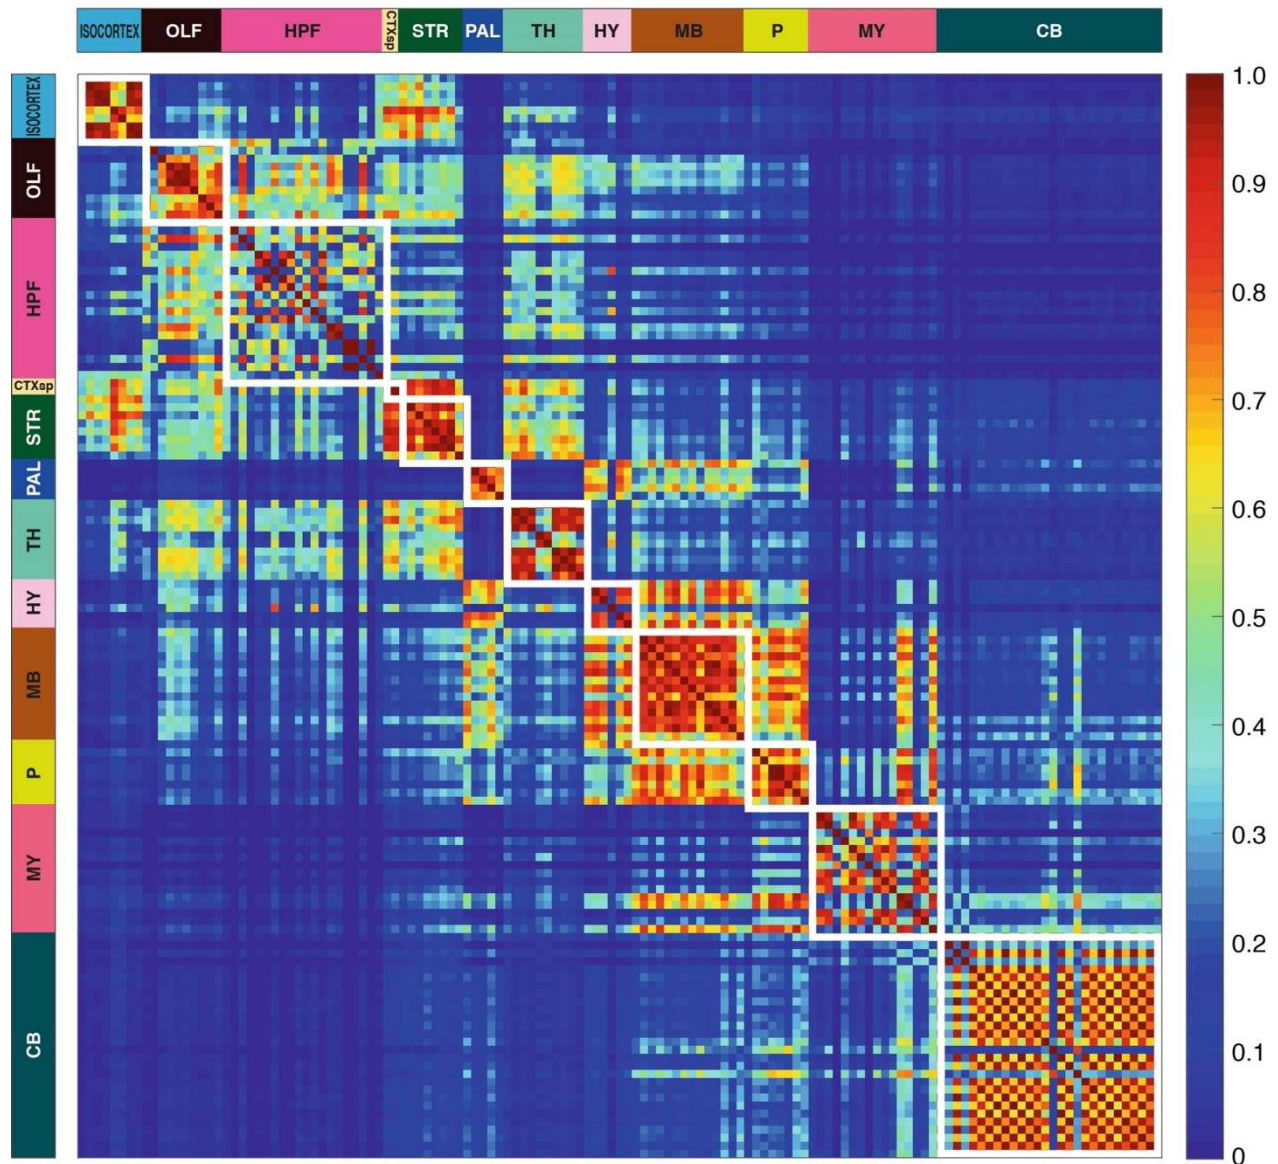 ISOCORTEX OLF HPF CTXsp STR PAL TH HY MB P MY CB
ISOCORTEX
OLF
HPF
CTXsp
STR
PAL
TH
HY
MB
P
MY
CB
1.0
0.9
0.8
0.7
0.6
0.5
0.4
0.3
0.2
0.1
0